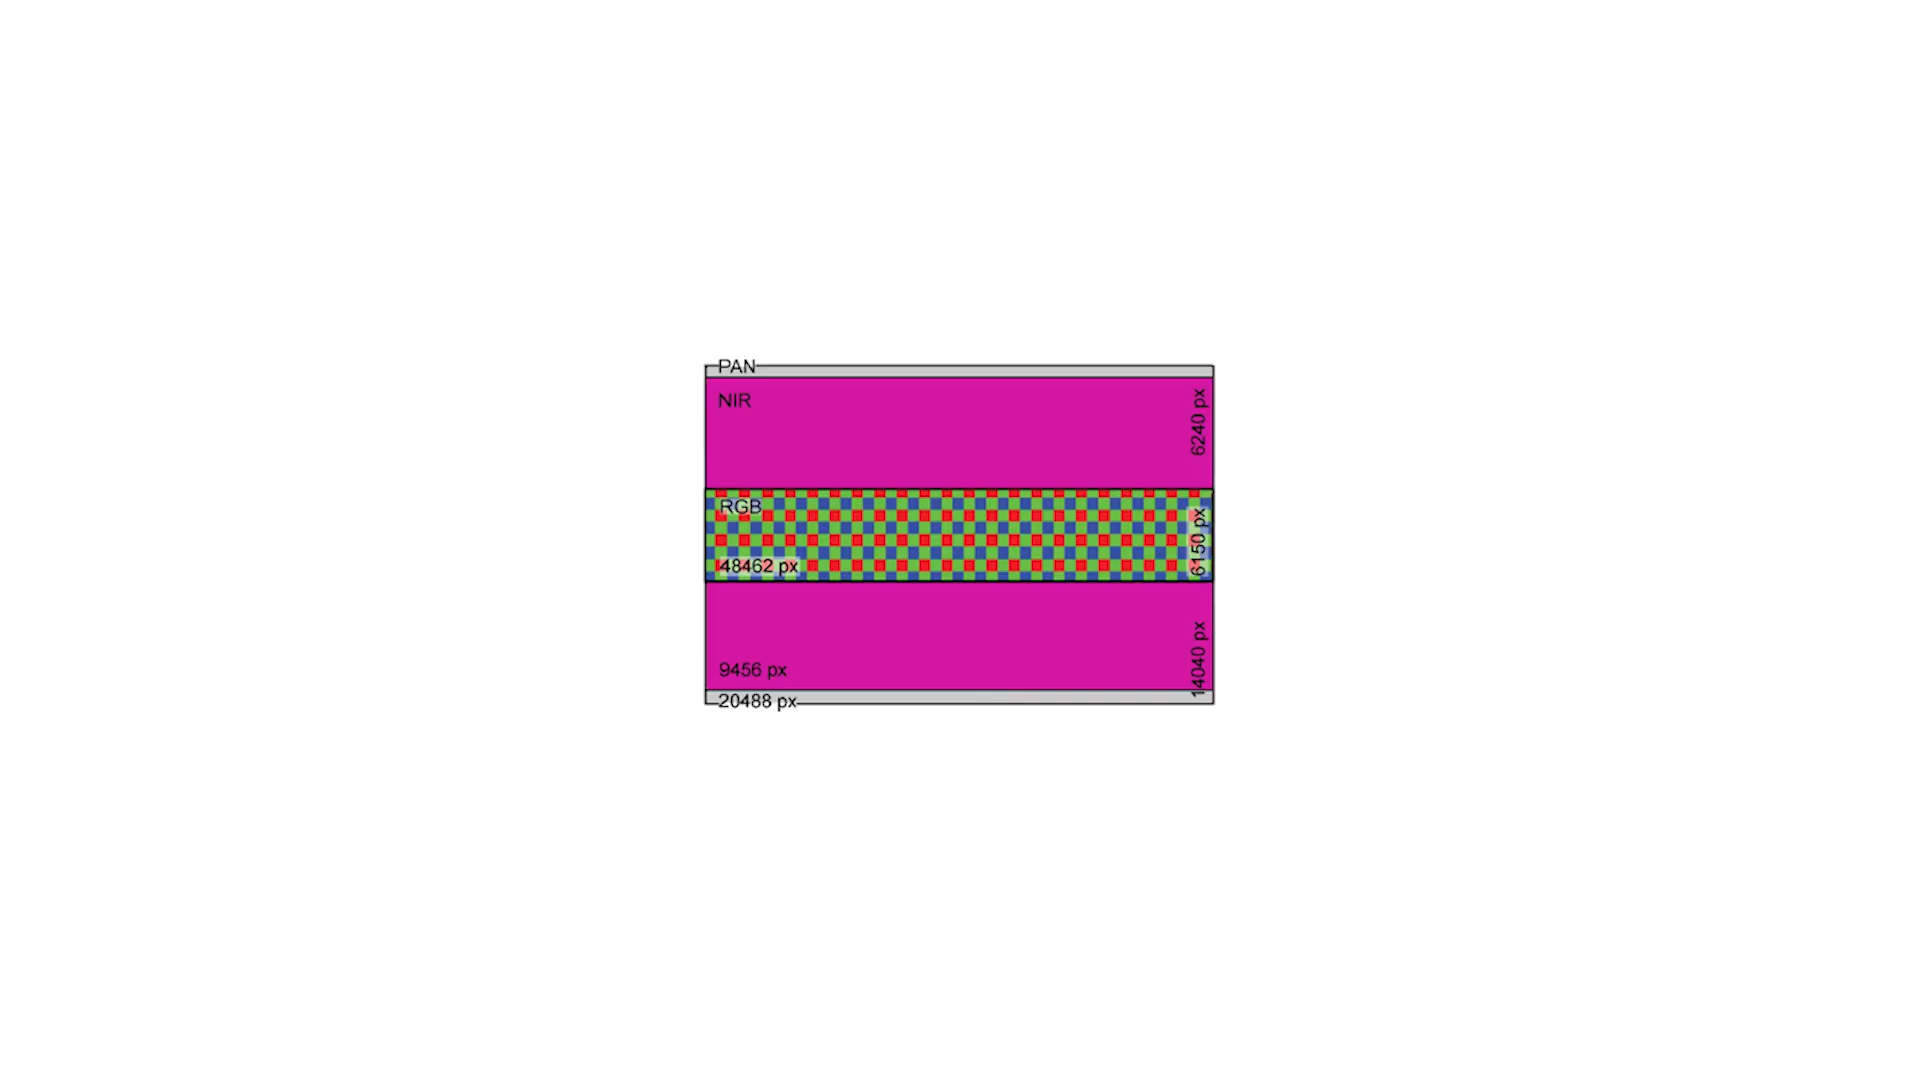 PAN
NIR
6240 px
RGB
6150 px
48462 px
14040 px
9456 px
20488 px